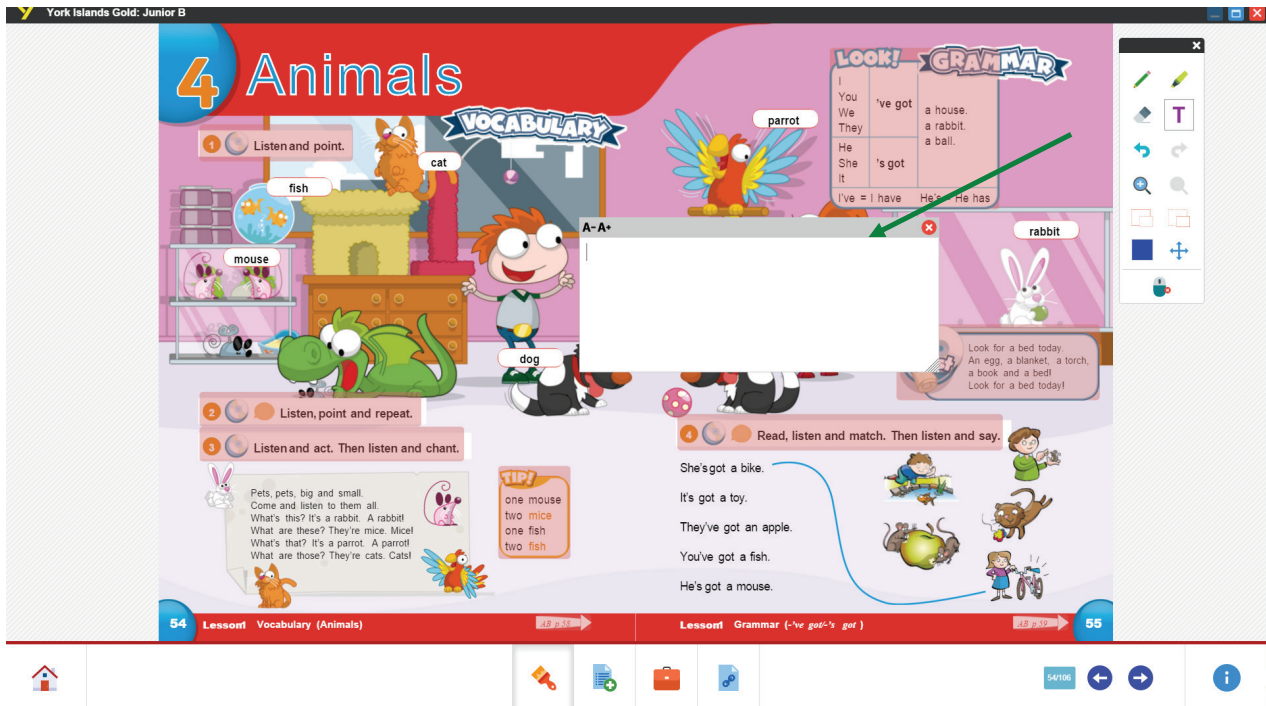 York Islands Gold: Junior B
4 Animals
VOCABULARY
1 Listen and point.
cat
fish
mouse
dog
2 Listen, point and repeat.
3 Listen and act. Then listen and chant.
Pets, pets, big and small.
Come and listen to them all.
What's this? It's a rabbit. A rabbit!
What are these? They're mice. Mice!
What's that? It's a parrot. A parrot!
What are those? They're cats. Cats!
TIP!
one mouse
two mice
one fish
two fish
54 Lesson1 Vocabulary (Animals)
AB p.58
parrot
LOOK! GRAMMAR
I
You
We
They
've got
He
She
It
's got
a house.
a rabbit.
a ball.
I've = I have He's = He has
A- A+
rabbit
Look for a bed today.
An egg, a blanket, a torch,
a book and a bed!
Look for a bed today!
4 Read, listen and match. Then listen and say.
She's got a bike.
It's got a toy.
They've got an apple.
You've got a fish.
He's got a mouse.
Lesson1 Grammar (-'ve got/-'s got )
AB p.59
55
T
54/106
i